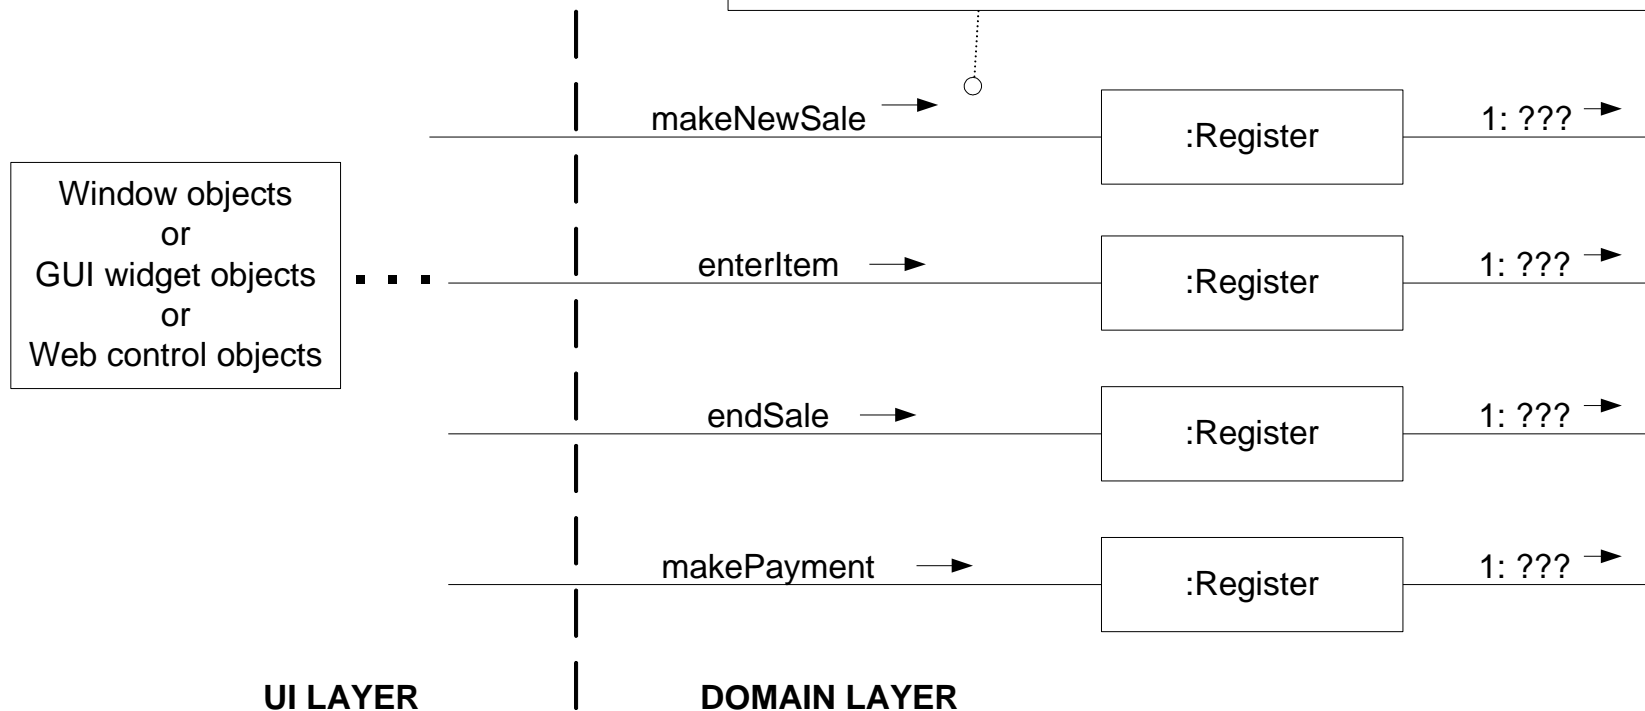 makeNewSale
:Register
1: ???
Window objects
or
GUI widget objects
or
Web control objects
enterItem
:Register
1: ???
endSale
:Register
1: ???
makePayment
:Register
1: ???
UI LAYER
DOMAIN LAYER